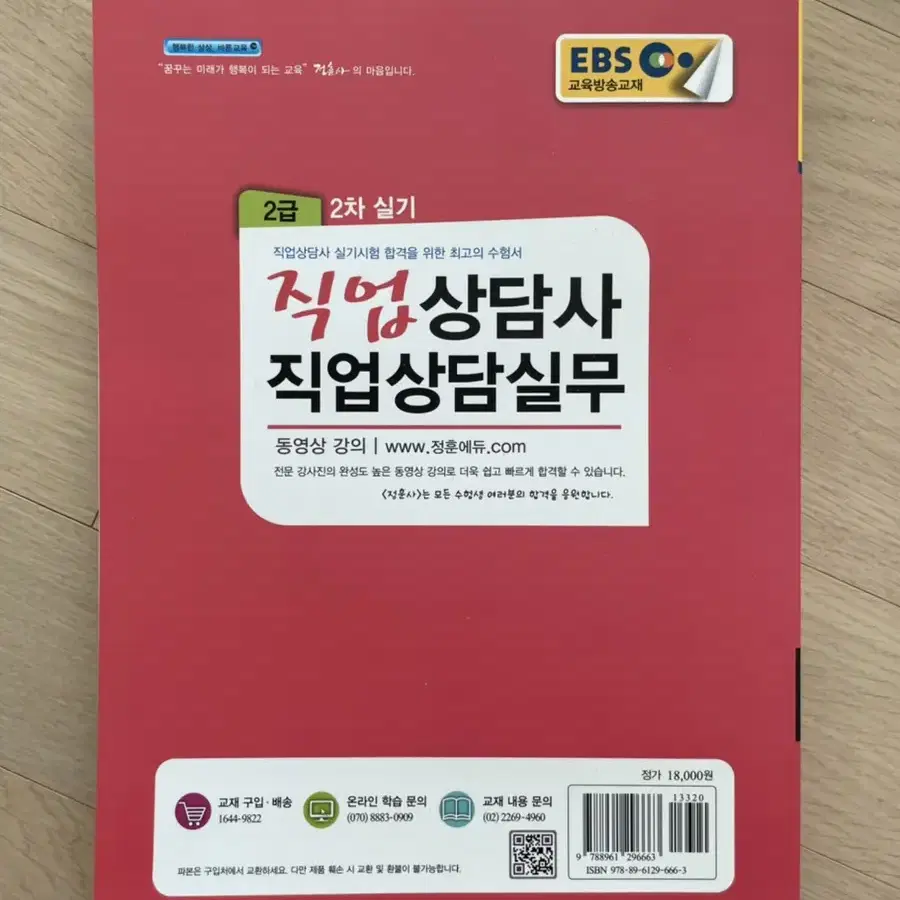 행복한 상상, 바른교육
"꿈꾸는 미래가 행복이 되는 교육" 정훈사의 마음입니다.
EBS
교육방송교재
2급 2차 실기
직업상담사 실기시험 합격을 위한 최고의 수험서
직업상담사
직업상담실무
동영상 강의 | www.정훈에듀.com
전문 강사진의 완성도 높은 동영상 강의로 더욱 쉽고 빠르게 합격할 수 있습니다.
<정훈사>는 모든 수험생 여러분의 합격을 응원합니다.
정가 18,000원
교재 구입·배송
1644-9822
온라인 학습 문의
(070) 8883-0909
교재 내용 문의
(02) 2269-4960
13320
9 788961 296663
ISBN 978-89-6129-666-3
파본은 구입처에서 교환하세요. 다만 제품 훼손 시 교환 및 환불이 불가능합니다.